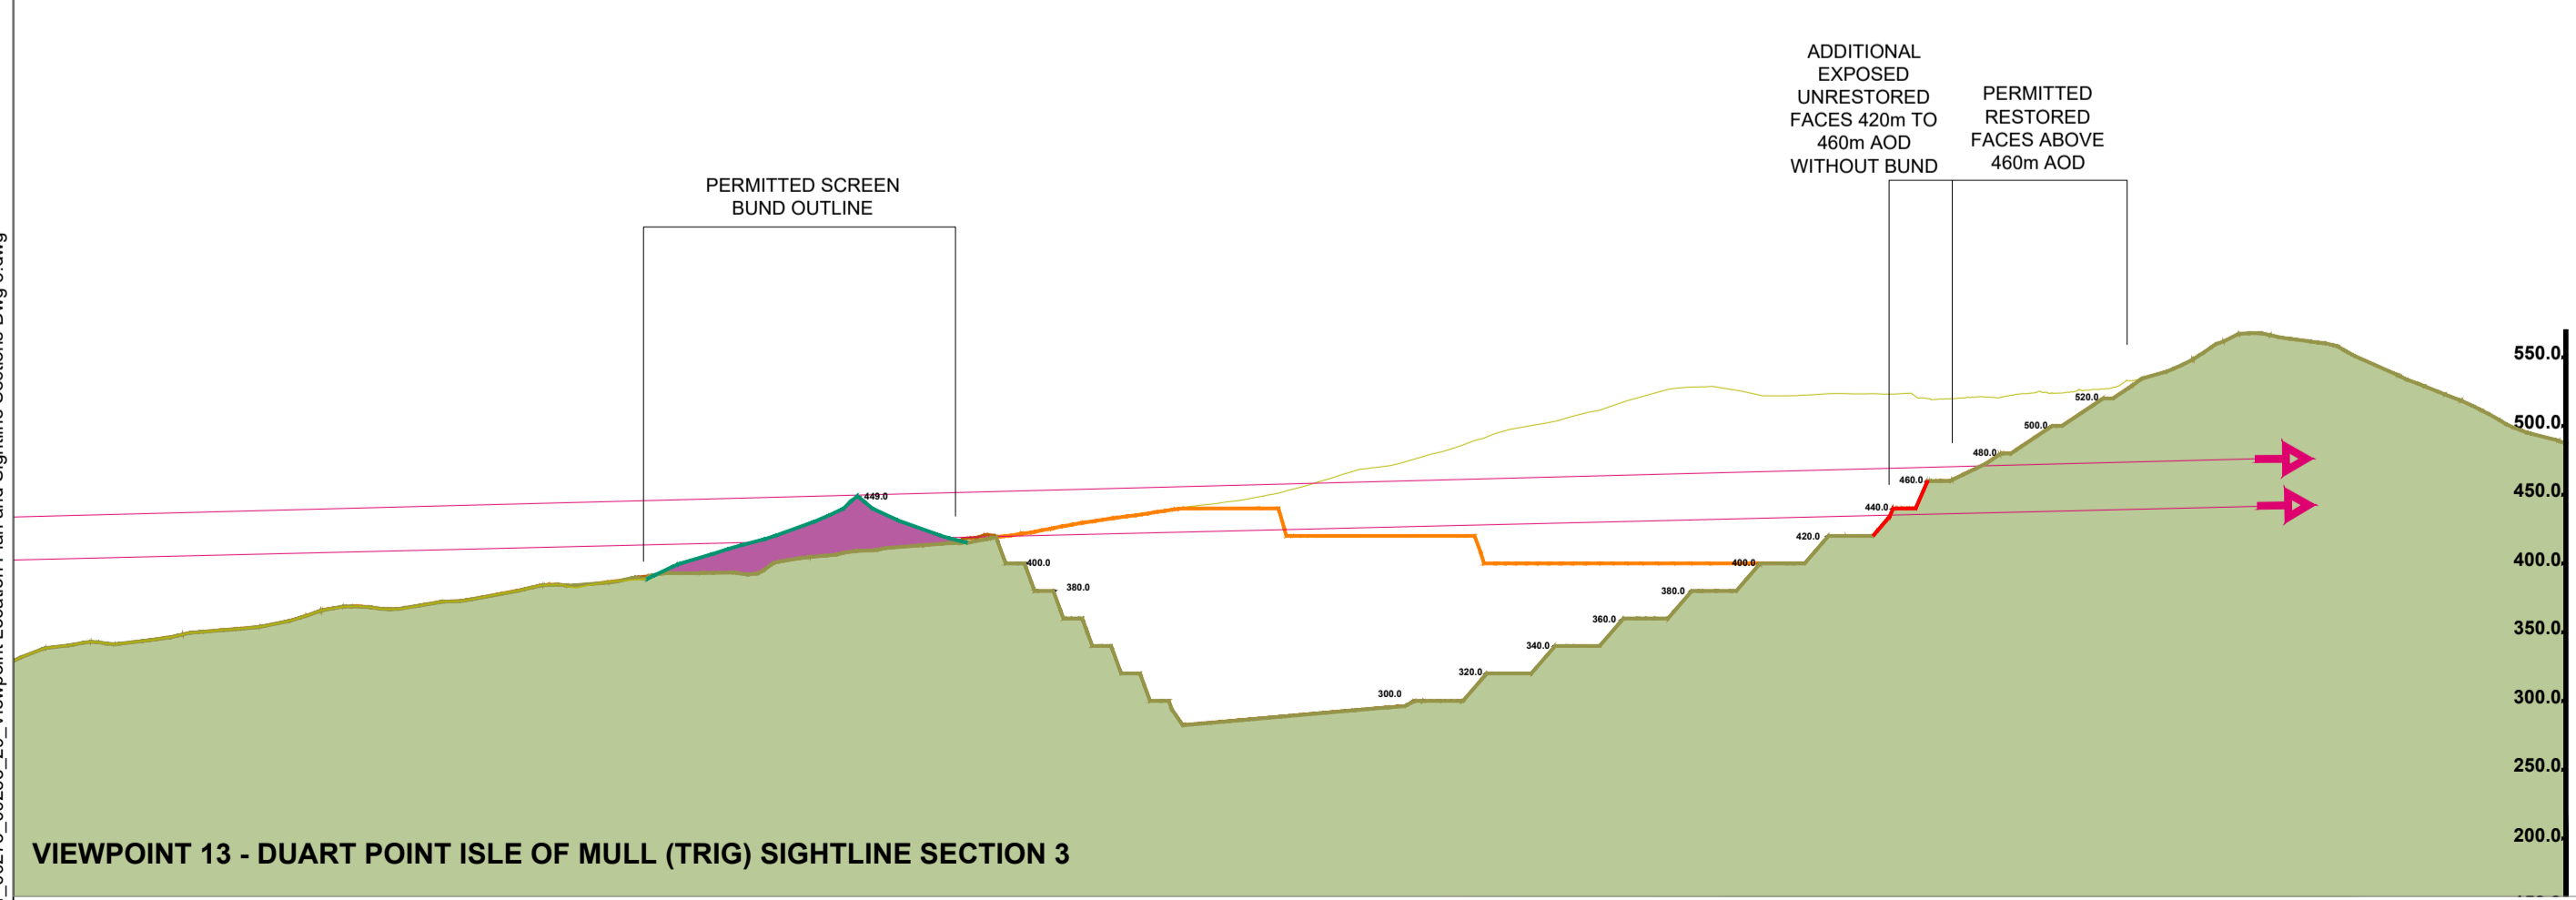 ADDITIONAL
EXPOSED
UNRESTORED
FACES 420m TO
460m AOD
WITHOUT BUND
PERMITTED
RESTORED
FACES ABOVE
460m AOD
PERMITTED SCREEN
BUND OUTLINE
449.0
400.0
380.0
300.0
320.0
340.0
360.0
380.0
400.0
420.0
440.0
460.0
480.0
500.0
520.0
550.0
500.0
450.0
400.0
350.0
300.0
250.0
200.0
VIEWPOINT 13 - DUART POINT ISLE OF MULL (TRIG) SIGHTLINE SECTION 3